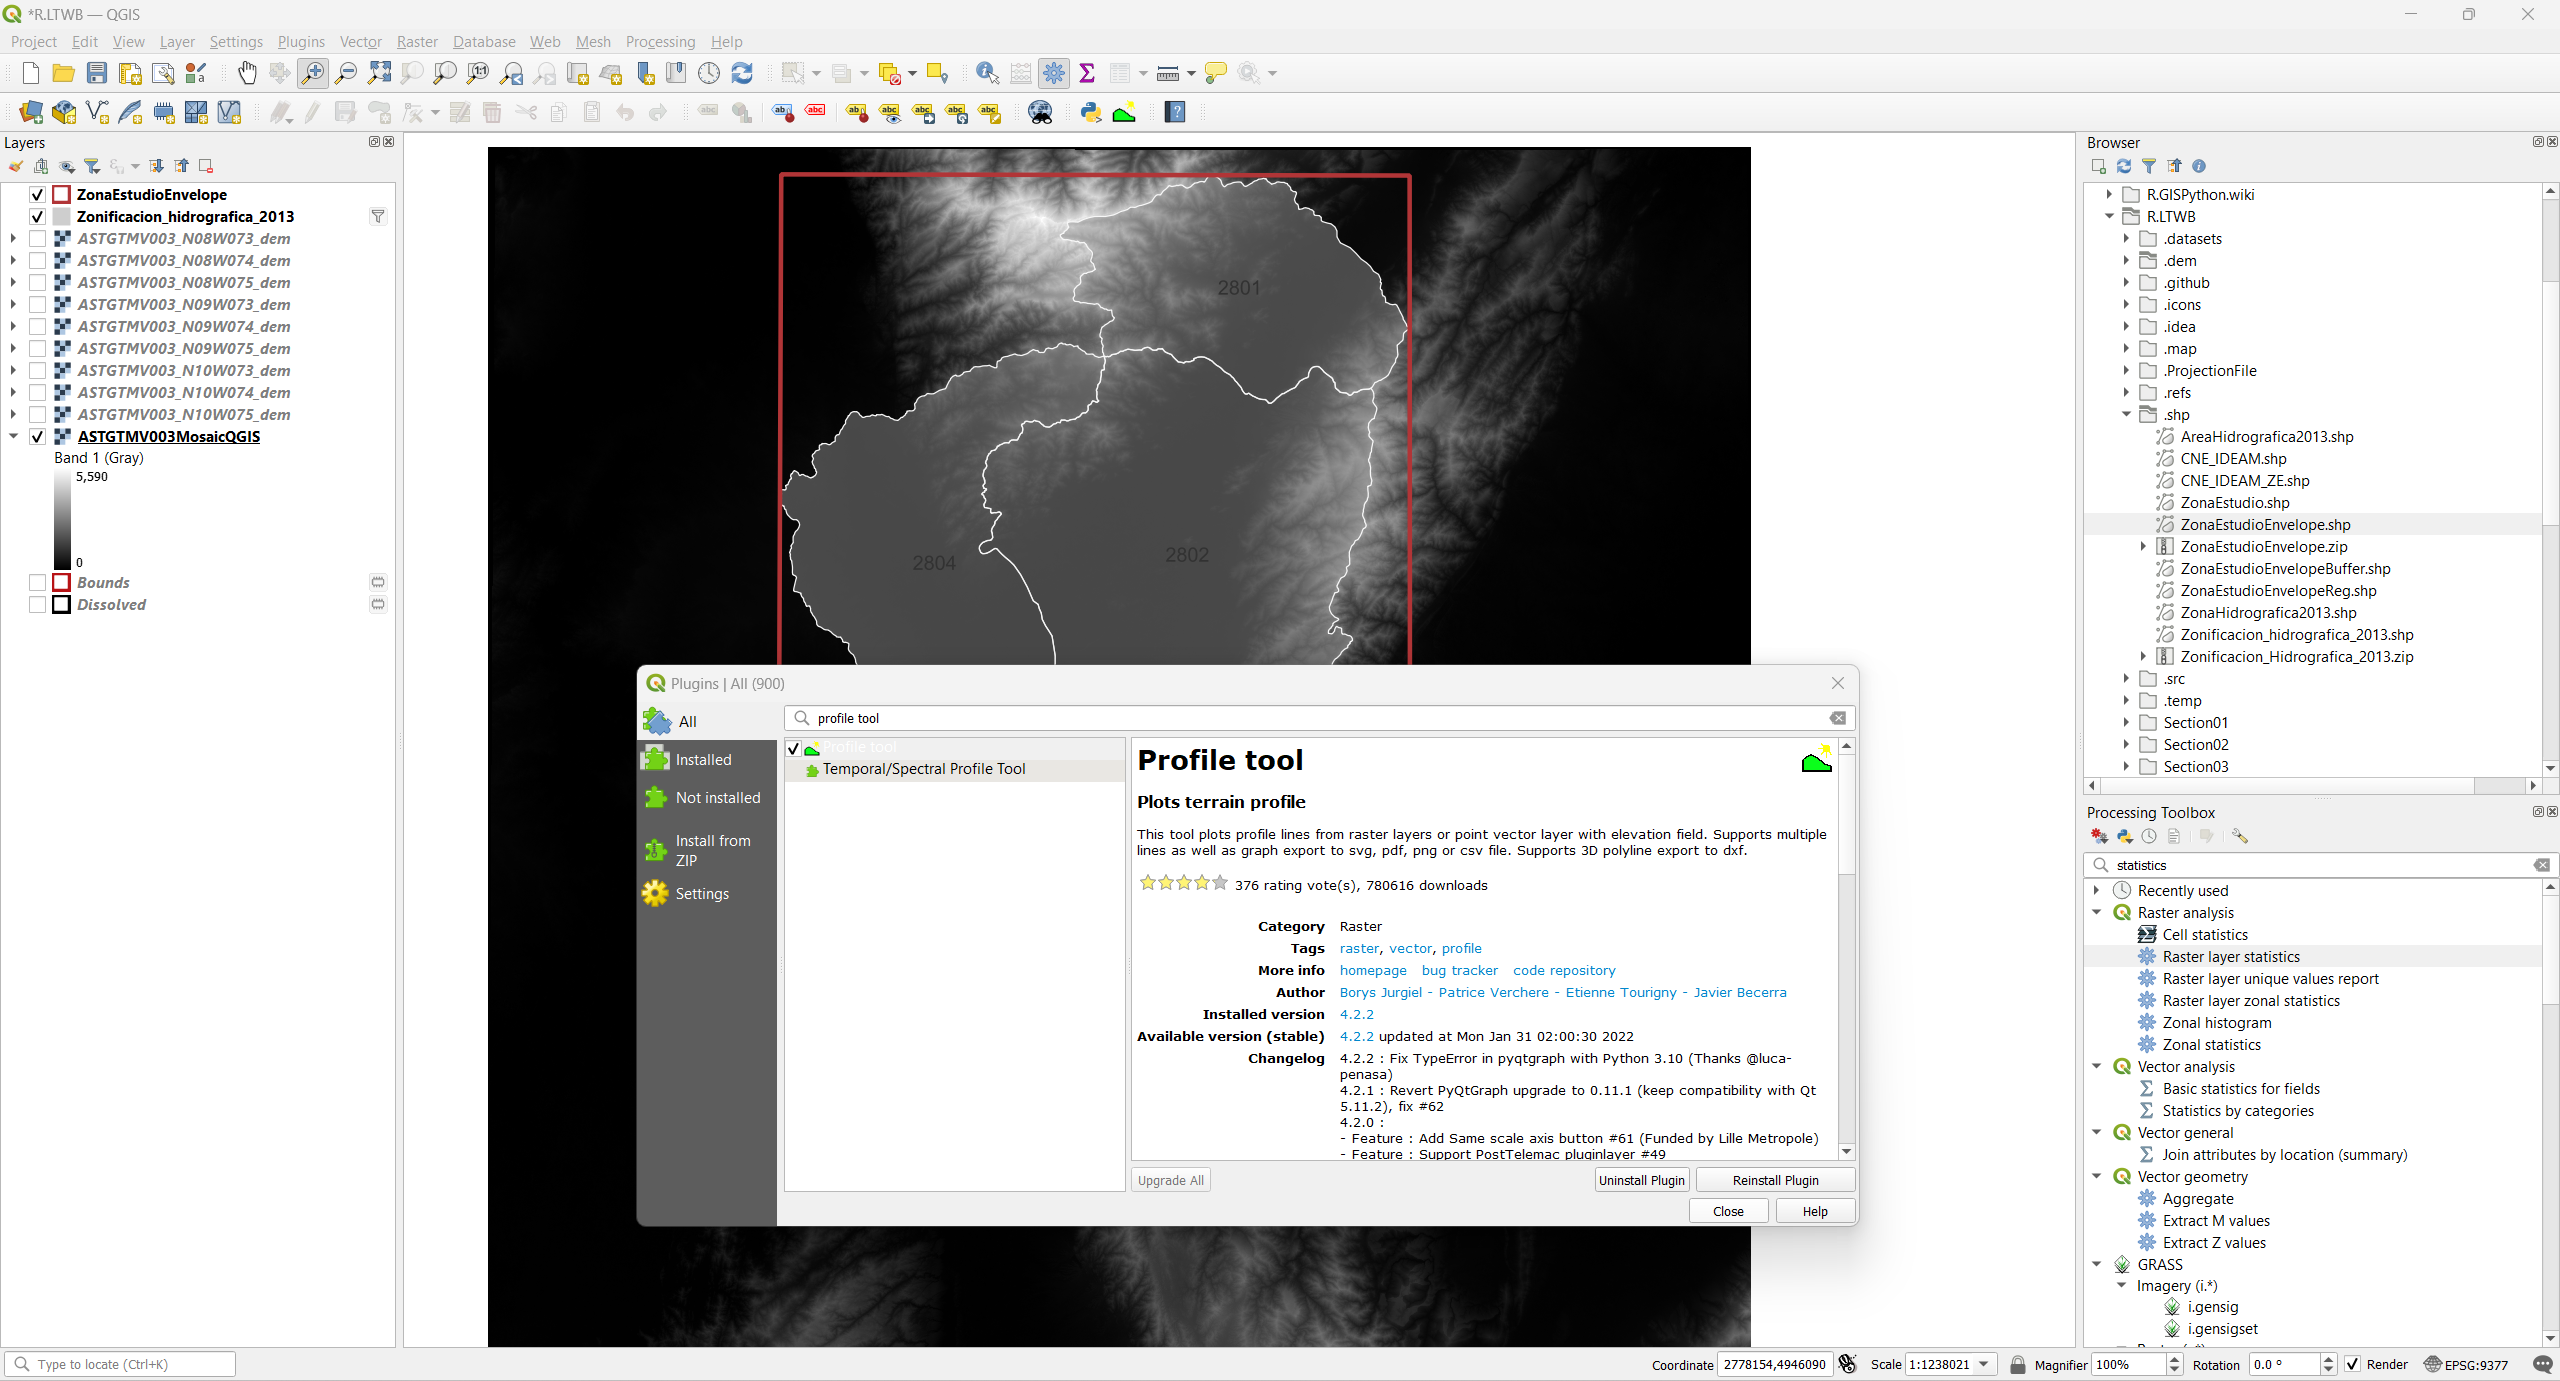 *R.LTWB — QGIS
Project Edit View Layer Settings Plugins Vector Raster Database Web Mesh Processing Help
Layers
ZonaEstudioEnvelope
Zonificacion_hidrografica_2013
ASTGTMV003_N08W073_dem
ASTGTMV003_N08W074_dem
ASTGTMV003_N08W075_dem
ASTGTMV003_N09W073_dem
ASTGTMV003_N09W074_dem
ASTGTMV003_N09W075_dem
ASTGTMV003_N10W073_dem
ASTGTMV003_N10W074_dem
ASTGTMV003_N10W075_dem
ASTGTMV003MosaicQGIS
Band 1 (Gray)
5,590
0
Bounds
Dissolved
2801
2804
2802
Plugins | All (900)
All
Installed
Not installed
Install from
ZIP
Settings
profile tool
Profile tool
Temporal/Spectral Profile Tool
Profile tool
Plots terrain profile
This tool plots profile lines from raster layers or point vector layer with elevation field. Supports multiple
lines as well as graph export to svg, pdf, png or csv file. Supports 3D polyline export to dxf.
376 rating vote(s), 780616 downloads
Category Raster
Tags raster, vector, profile
More info homepage bug tracker code repository
Author Borys Jurgiel - Patrice Verchere - Etienne Tourigny - Javier Becerra
Installed version 4.2.2
Available version (stable) 4.2.2 updated at Mon Jan 31 02:00:30 2022
Changelog 4.2.2 : Fix TypeError in pyqtgraph with Python 3.10 (Thanks @luca-
penasa)
4.2.1 : Revert PyQtGraph upgrade to 0.11.1 (keep compatibility with Qt
5.11.2), fix #62
4.2.0 :
- Feature : Add Same scale axis button #61 (Funded by Lille Metropole)
- Feature : Support PostTelemac pluginlayer #49
Upgrade All Uninstall Plugin Reinstall Plugin
Close Help
Browser
R.GISPython.wiki
R.LTWB
.datasets
.dem
.github
.icons
.idea
.map
.ProjectionFile
.refs
.shp
AreaHidrografica2013.shp
CNE_IDEAM.shp
CNE_IDEAM_ZE.shp
ZonaEstudio.shp
ZonaEstudioEnvelope.shp
ZonaEstudioEnvelope.zip
ZonaEstudioEnvelopeBuffer.shp
ZonaEstudioEnvelopeReg.shp
ZonaHidrografica2013.shp
Zonificacion_hidrografica_2013.shp
Zonificacion_Hidrografica_2013.zip
.src
.temp
Section01
Section02
Section03
Processing Toolbox
statistics
Recently used
Raster analysis
Cell statistics
Raster layer statistics
Raster layer unique values report
Raster layer zonal statistics
Zonal histogram
Zonal statistics
Vector analysis
Basic statistics for fields
Statistics by categories
Vector general
Join attributes by location (summary)
Vector geometry
Aggregate
Extract M values
Extract Z values
GRASS
Imagery (i.*)
i.gensig
i.gensigset
Type to locate (Ctrl+K) Coordinate 2778154,4946090 Scale 1:1238021 Magnifier 100% Rotation 0.0 ° Render EPSG:9377